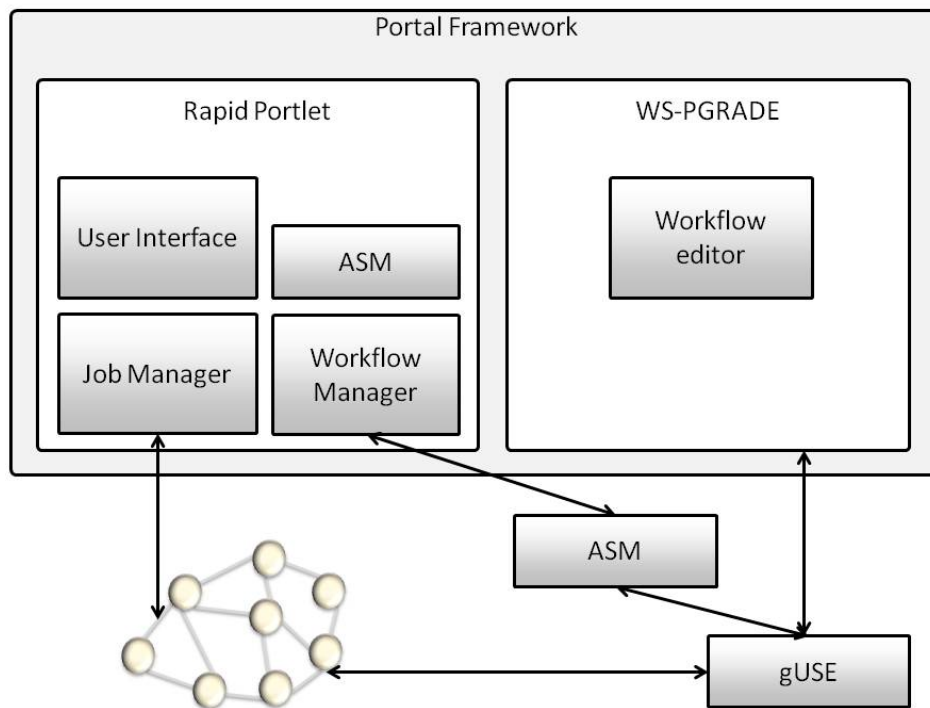 Portal Framework
Rapid Portlet
WS-PGRADE
User Interface
ASM
Workflow
editor
Job Manager
Workflow
Manager
ASM
gUSE